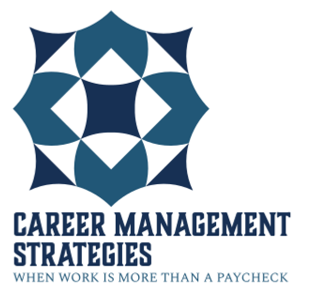 CAREER MANAGEMENT
STRATEGIES
WHEN WORK IS MORE THAN A PAYCHECK